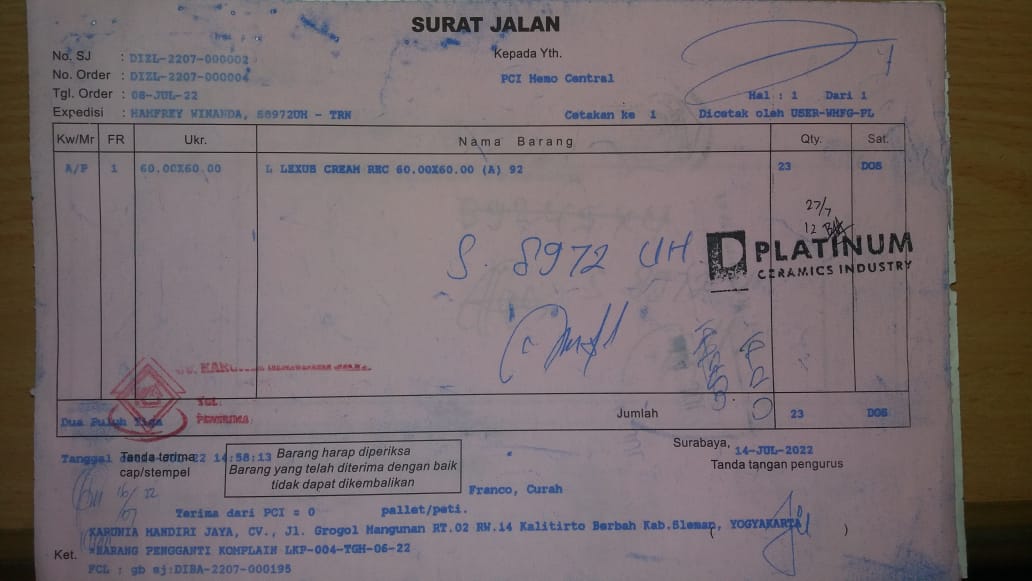 SURAT JALAN
No. SJ : DIZL-2207-000002
Kepada Yth.
No. Order : DIZL-2207-000004
PCI Hemo Central
Tgl. Order : 08-JUL-22
Hal : 1 Dari 1
Expedisi : HAMFREY WINANDA, S8972UH - TRN
Cetakan ke 1 Dicetak oleh USER-WHFG-PL
Kw/Mr FR Ukr. Nama Barang Qty. Sat.
A/P 1 60.00X60.00 L LEXUS CREAM REC 60.00X60.00 (A) 92 23 DOS
27/7
12
S. 8972 UH
PLATINUM
CERAMICS INDUSTRY
TGL:
PENERIMA:
Dua Puluh Tiga Jumlah 23 DOS
Surabaya, 14-JUL-2022
Tanda terima
cap/stempel
Tanggal 22 14:58:13
Barang harap diperiksa
Barang yang telah diterima dengan baik
tidak dapat dikembalikan
Tanda tangan pengurus
Franco, Curah
16/07 22
Terima dari PCI = 0 pallet/peti.
KARUNIA MANDIRI JAYA, CV., Jl. Grogol Mangunan RT.02 RW.14 Kalitirto Berbah Kab.Sleman, YOGYAKARTA
( )
Ket. *BARANG PENGGANTI KOMPLAIN LKP-004-TGH-06-22
FCL : gb sj:DIBA-2207-000195